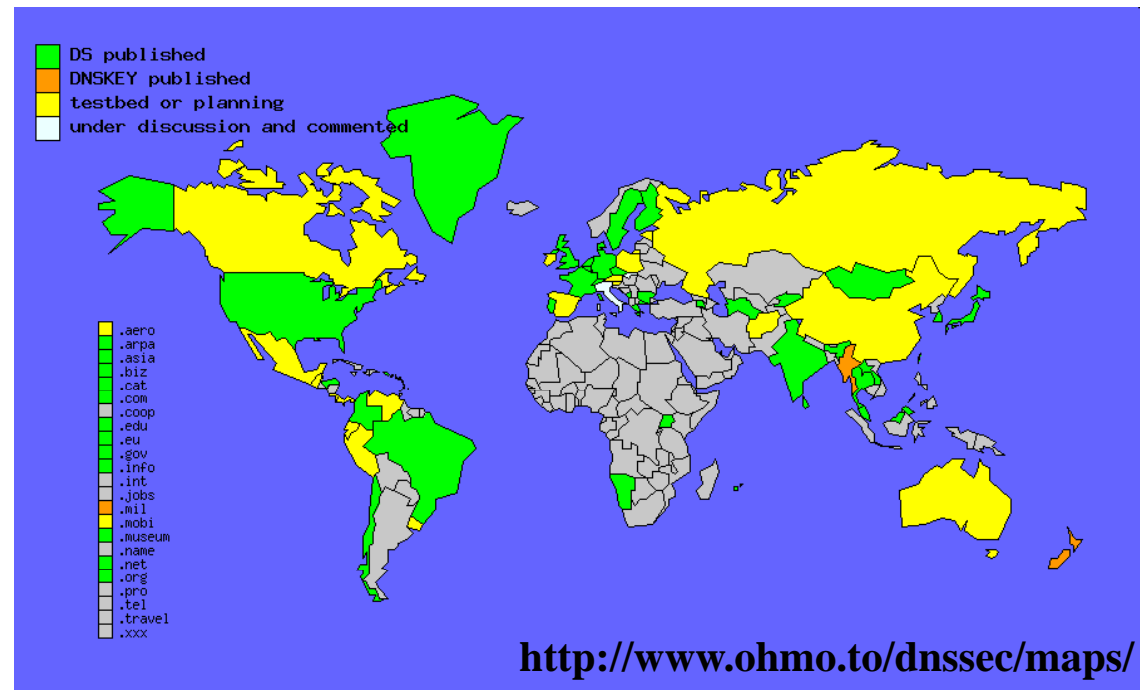 DS published
DNSKEY published
testbed or planning
under discussion and commented
.aero
.arpa
.asia
.biz
.cat
.com
.coop
.edu
.eu
.gov
.info
.int
.jobs
.mil
.mobi
.museum
.name
.net
.org
.pro
.tel
.travel
.xxx
http://www.ohmo.to/dnssec/maps/